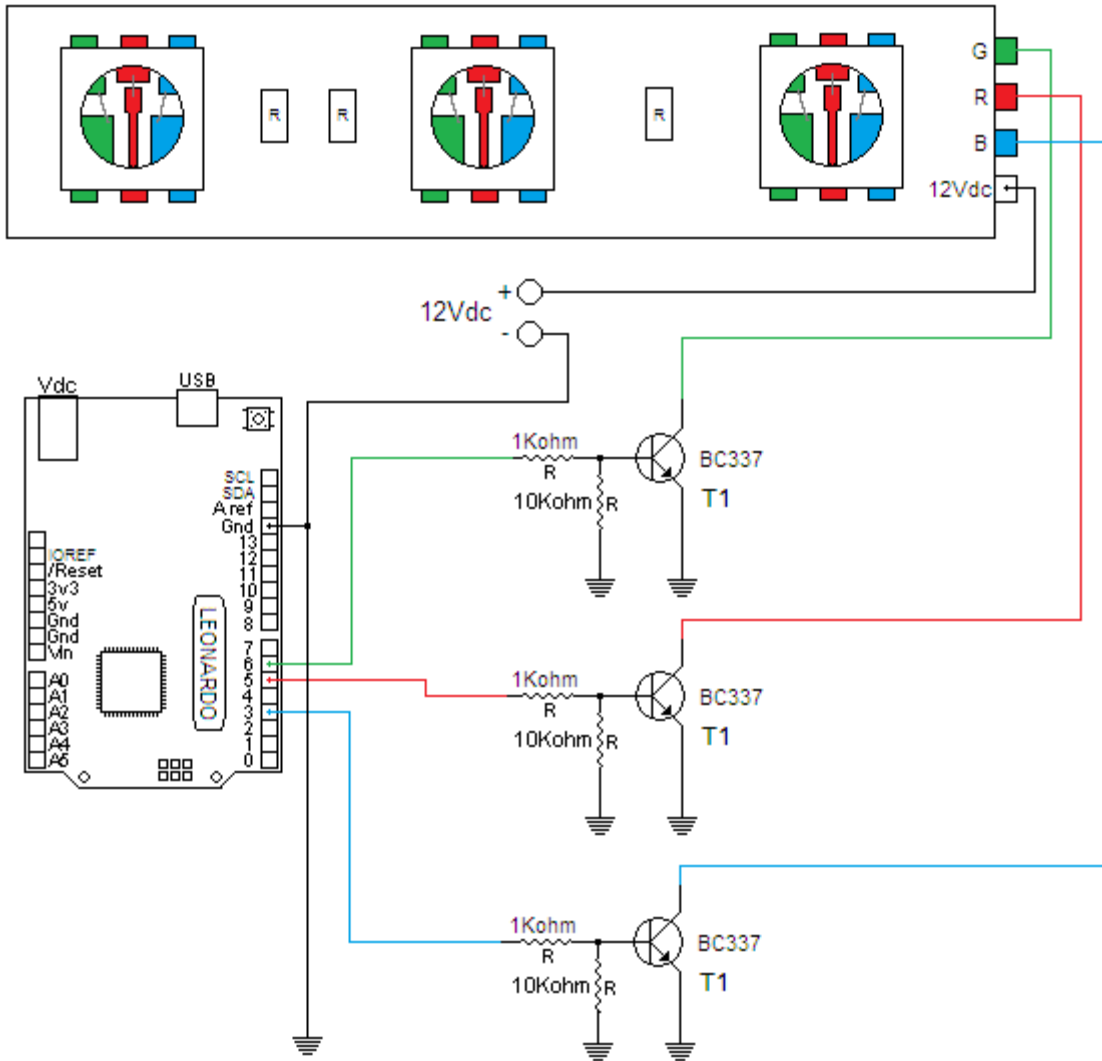 G
R
R
R
R
B
12Vdc
+
12Vdc
-
Vdc
USB
SCL
SDA
Aref
Gnd
13
12
11
10
9
8
7
6
5
4
3
2
1
0
IOREF
/Reset
3v3
5v
Gnd
Gnd
Vin
A0
A1
A2
A3
A4
A5
LEONARDO
1Kohm
R
10Kohm R
BC337
T1
1Kohm
R
10Kohm R
BC337
T1
1Kohm
R
10Kohm R
BC337
T1